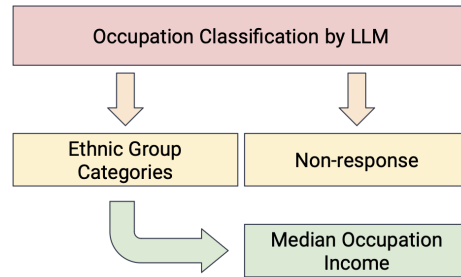 Occupation Classification by LLM
Ethnic Group
Categories
Non-response
Median Occupation
Income